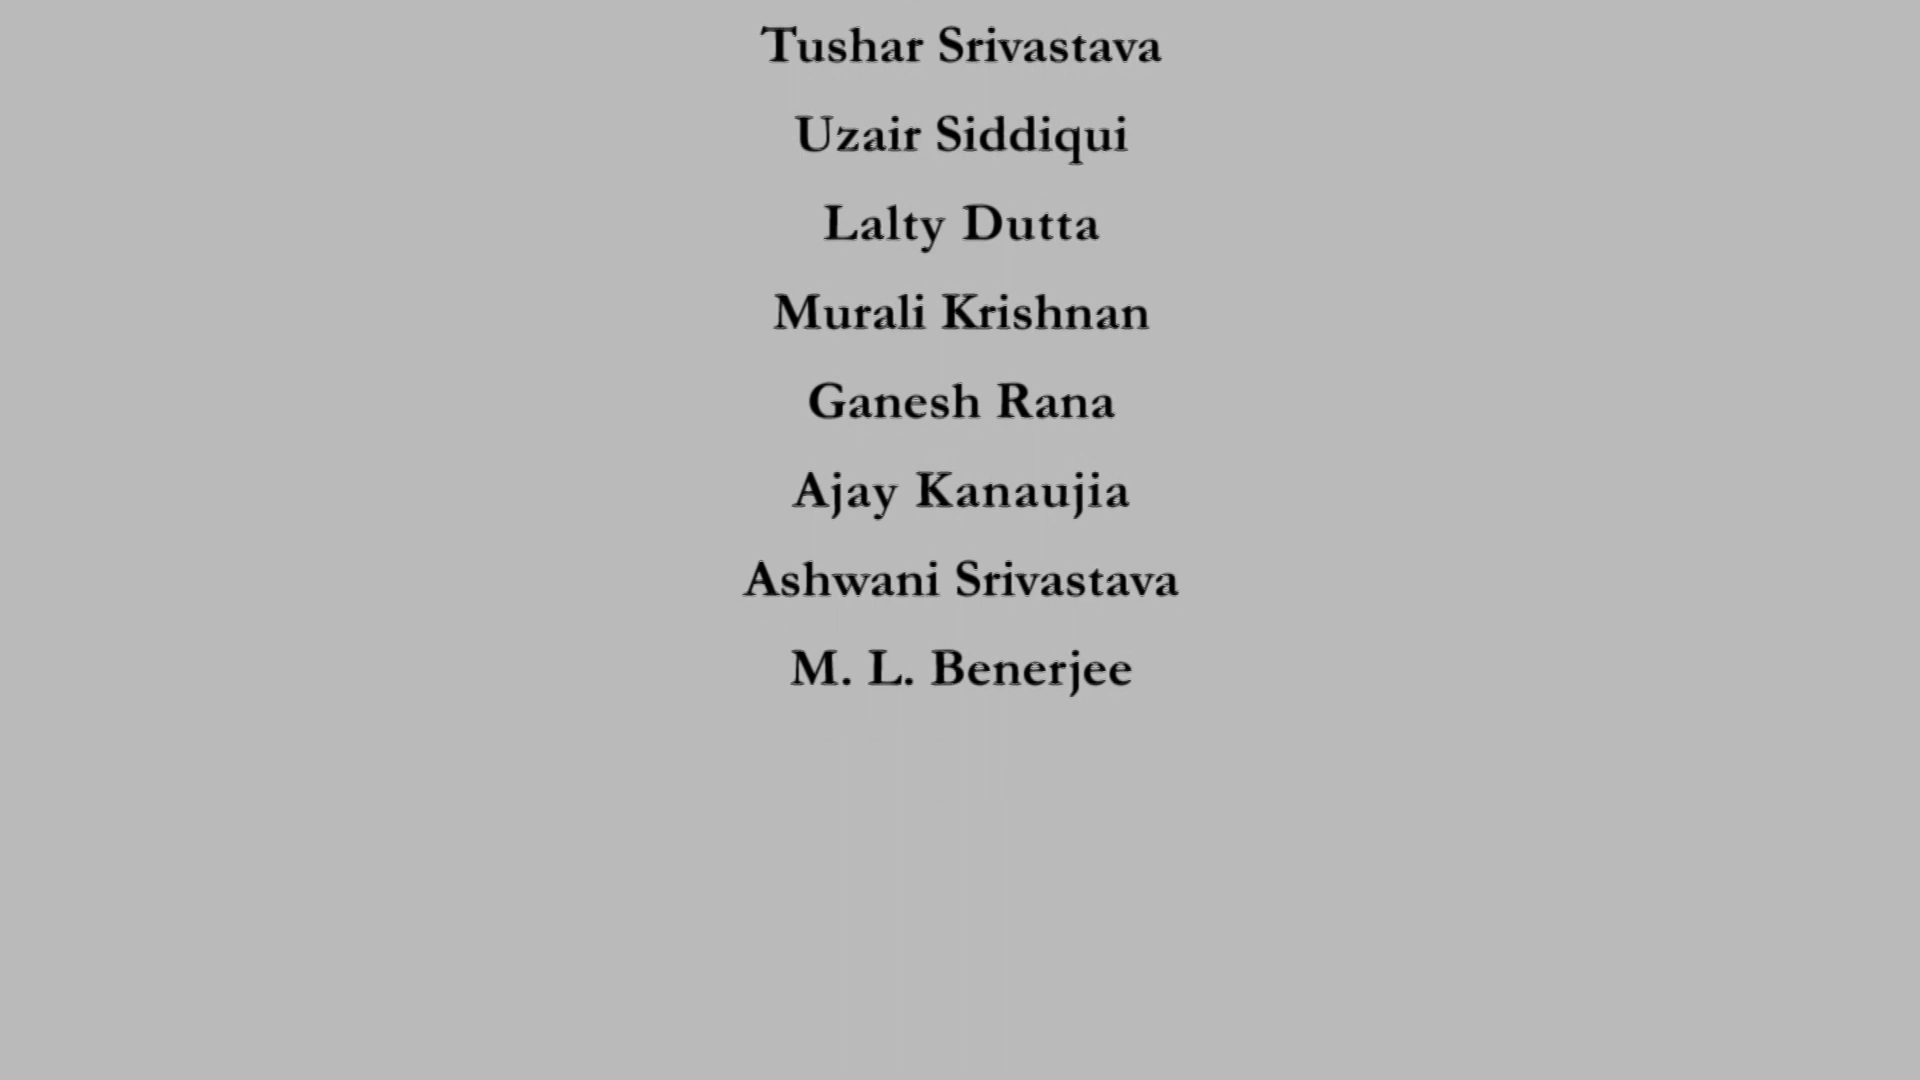 Tushar Srivastava
Uzair Siddiqui
Lalty Dutta
Murali Krishnan
Ganesh Rana
Ajay Kanaujia
Ashwani Srivastava
M. L. Benerjee